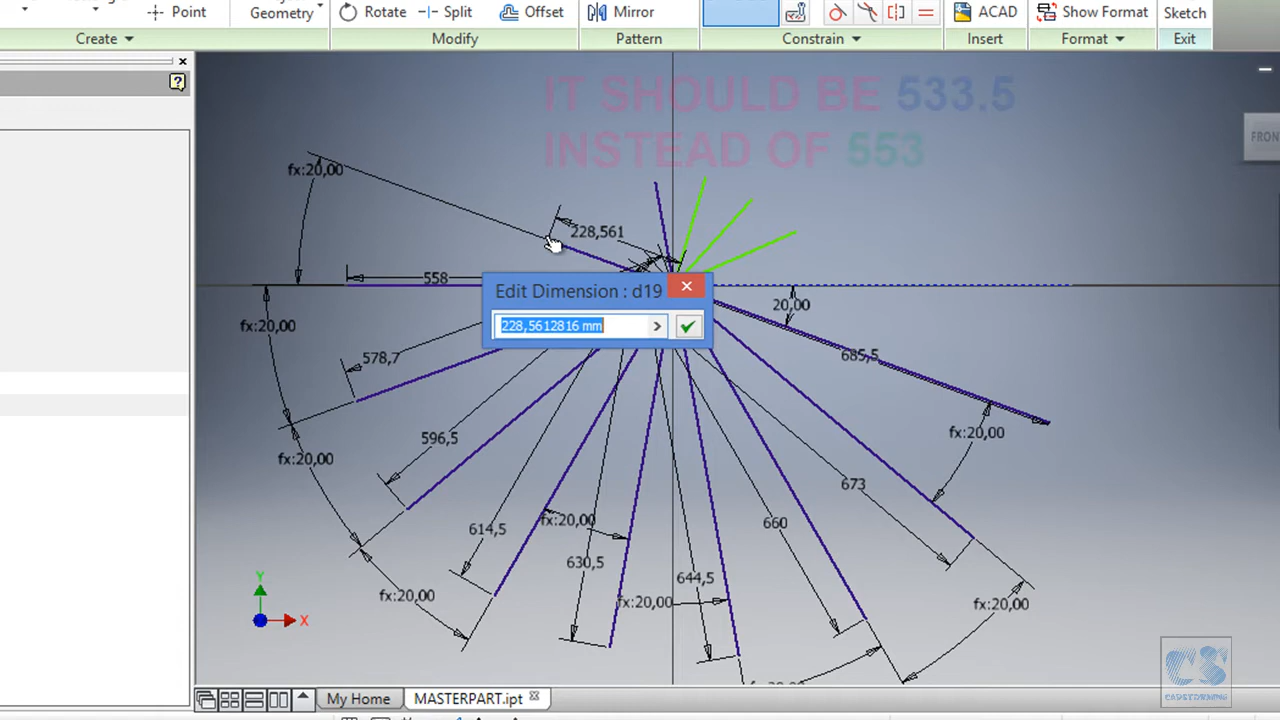 Point
Geometry
Rotate
Split
Offset
Mirror
ACAD
Show Format
Sketch
Create
Modify
Pattern
Constrain
Insert
Format
Exit
IT SHOULD BE 533.5
INSTEAD OF 553
FRON
fx:20,00
228,561
558
Edit Dimension : d19
228,5612816 mm
20,00
fx:20,00
578,7
685,5
fx:20,00
596,5
fx:20,00
673
614,5
fx:20,00
660
630,5
644,5
fx:20,00
fx:20,00
fx:20,00
Y
X
CS
CADSTUNNING
My Home
MASTERPART.ipt